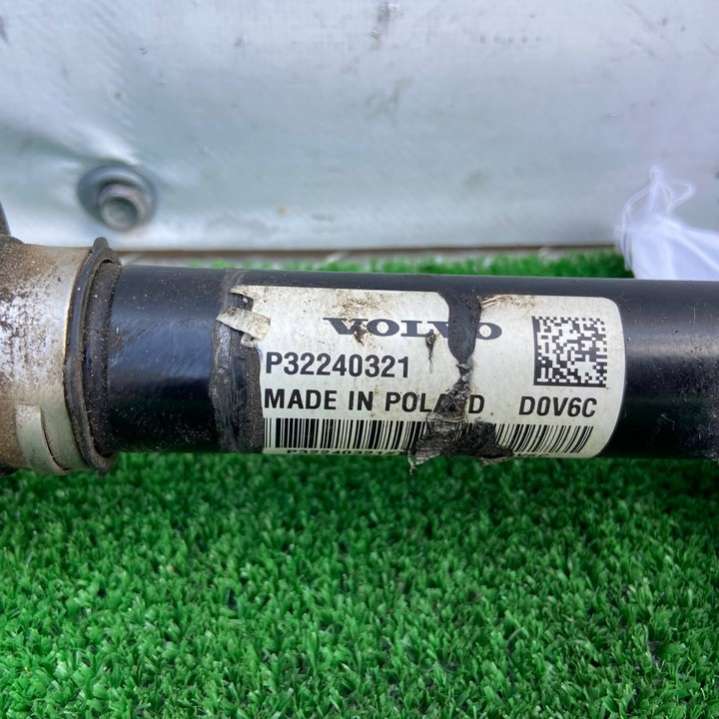 VOLVO
P32240321
MADE IN POLAND D0V6C